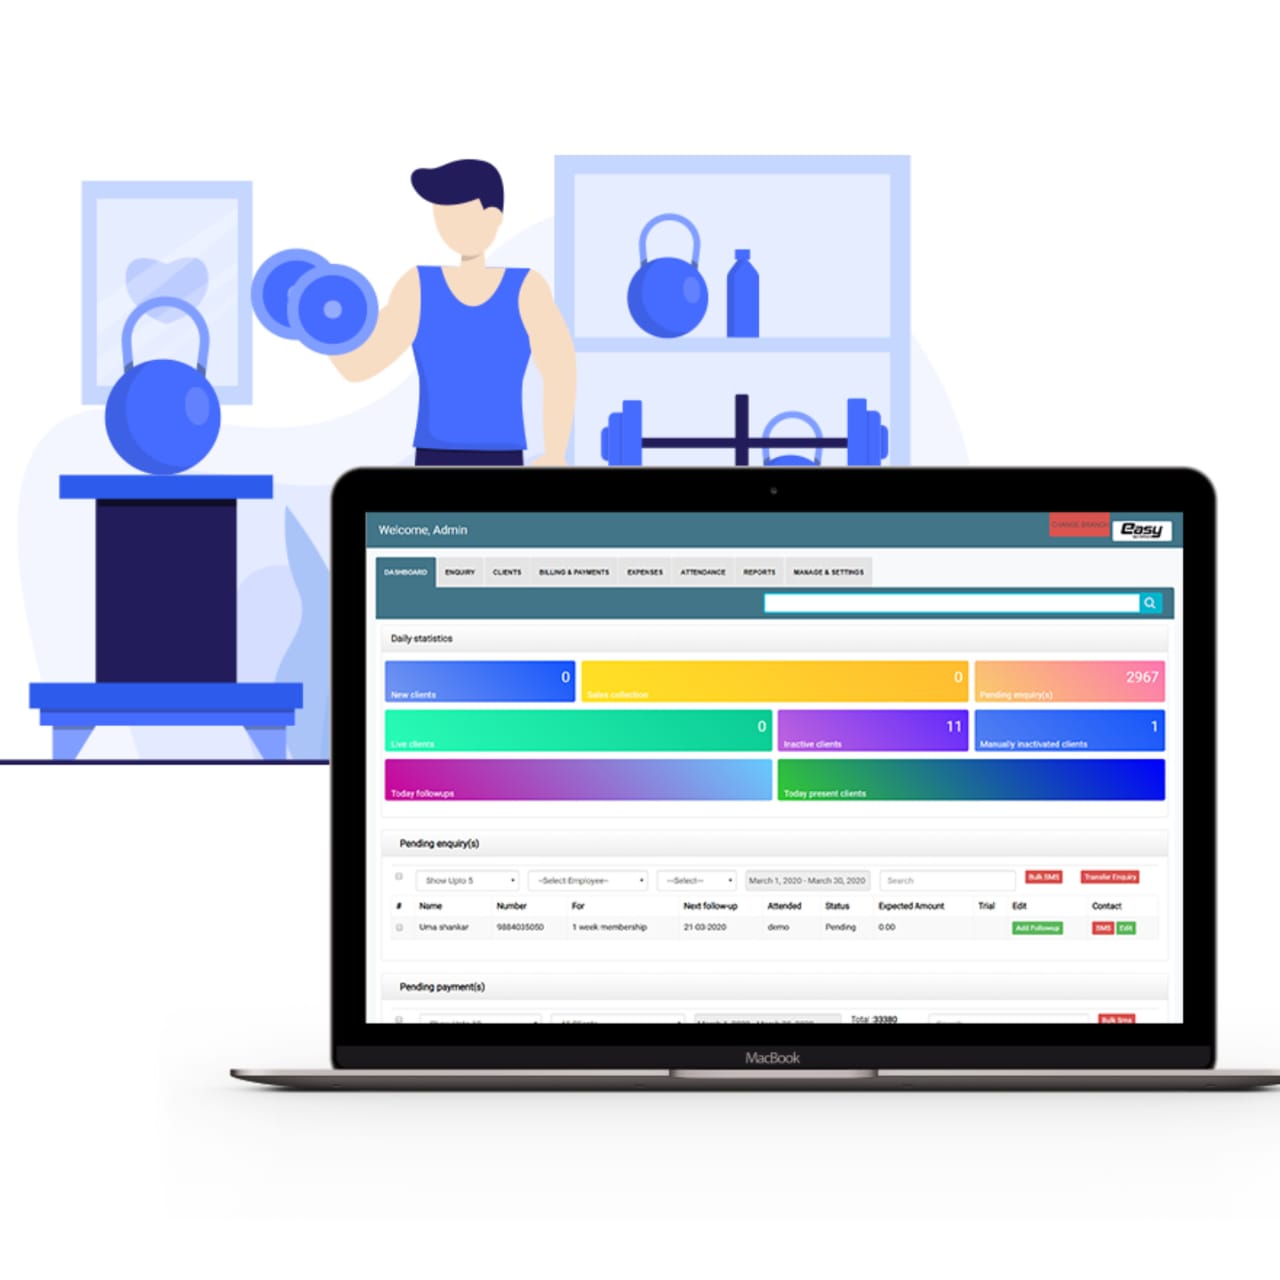 Welcome, Admin
CHANGE BRANCH
easy
DASHBOARD ENQUIRY CLIENTS BILLING & PAYMENTS EXPENSES ATTENDANCE REPORTS MANAGE & SETTINGS
Daily statistics
0 0 2967
New clients Sales collection Pending enquiry(s)
0 11 1
Live clients Inactive clients Manually inactivated clients
Today followups Today present clients
Pending enquiry(s)
Show Upto 5 --Select Employee-- --Select-- March 1, 2020 - March 30, 2020 Search Bulk SMS Transfer Enquiry
# Name Number For Next follow-up Attended Status Expected Amount Trial Edit Contact
Uma shankar 9884035050 1 week membership 21-03-2020 demo Pending 0.00 Add Followup SMS Edit
Pending payment(s)
Total :33380 Bulk Sms
MacBook